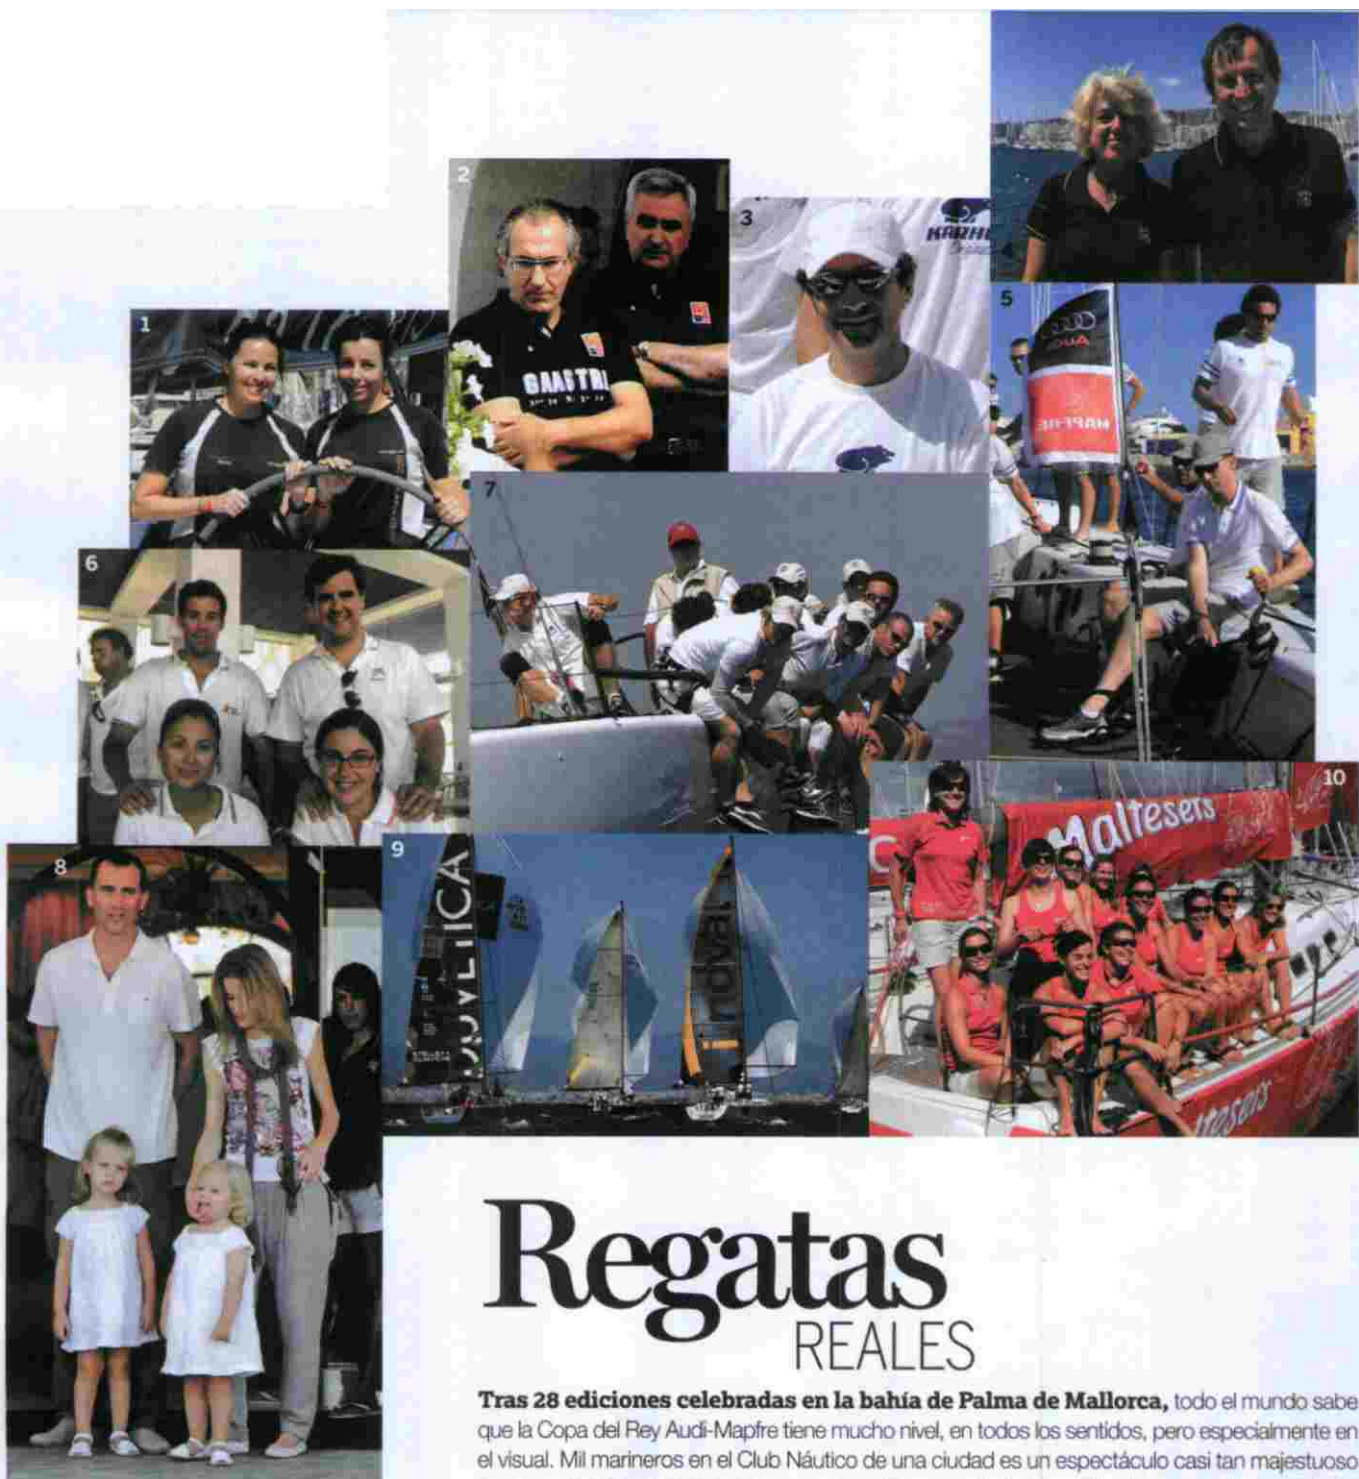 4
2
3
KARHU
1
GAASTRA
5
Audi
MAPFRE
7
6
10
Maltesers
8
9
Regatas
REALES
Tras 28 ediciones celebradas en la bahía de Palma de Mallorca, todo el mundo sabe
que la Copa del Rey Audi-Mapfre tiene mucho nivel, en todos los sentidos, pero especialmente en
el visual. Mil marineros en el Club Náutico de una ciudad es un espectáculo casi tan majestuoso